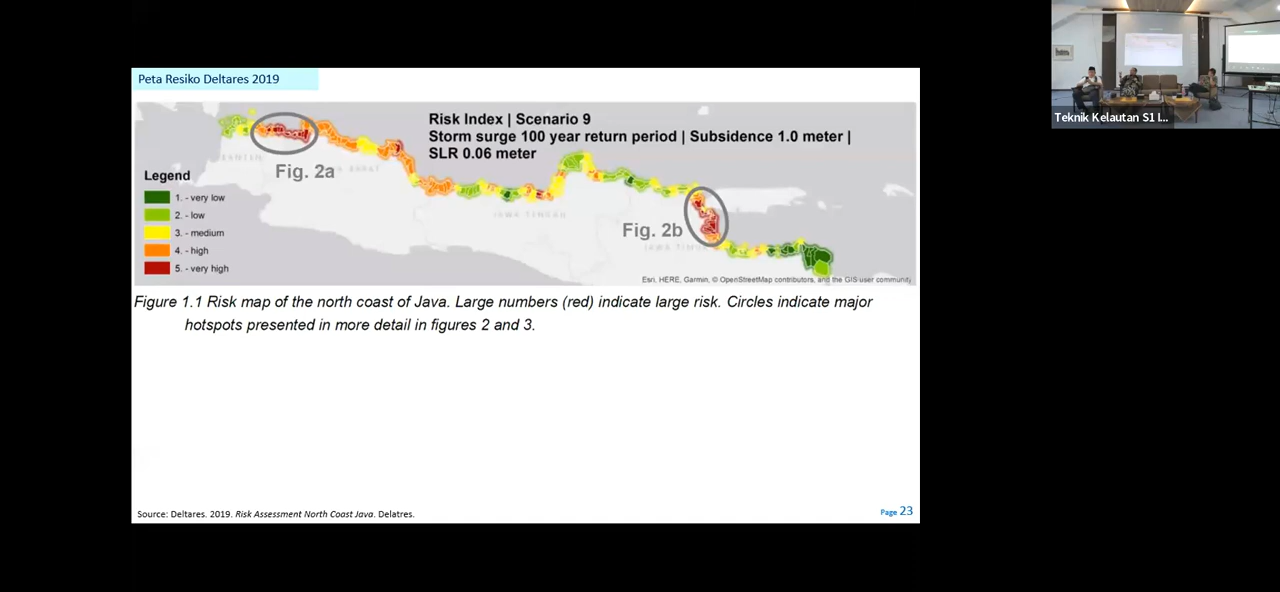 Peta Resiko Deltares 2019
Risk Index | Scenario 9
Storm surge 100 year return period | Subsidence 1.0 meter |
SLR 0.06 meter
Fig. 2a
Legend
1. - very low
2. - low
3. - medium
4. - high
5. - very high
JAWA TENGAH
Fig. 2b
Esri, HERE, Garmin, © OpenStreetMap contributors, and the GIS user community
Figure 1.1 Risk map of the north coast of Java. Large numbers (red) indicate large risk. Circles indicate major
hotspots presented in more detail in figures 2 and 3.
Source: Deltares. 2019. Risk Assessment North Coast Java. Delatres.
Page 23
Teknik Kelautan S1 I...